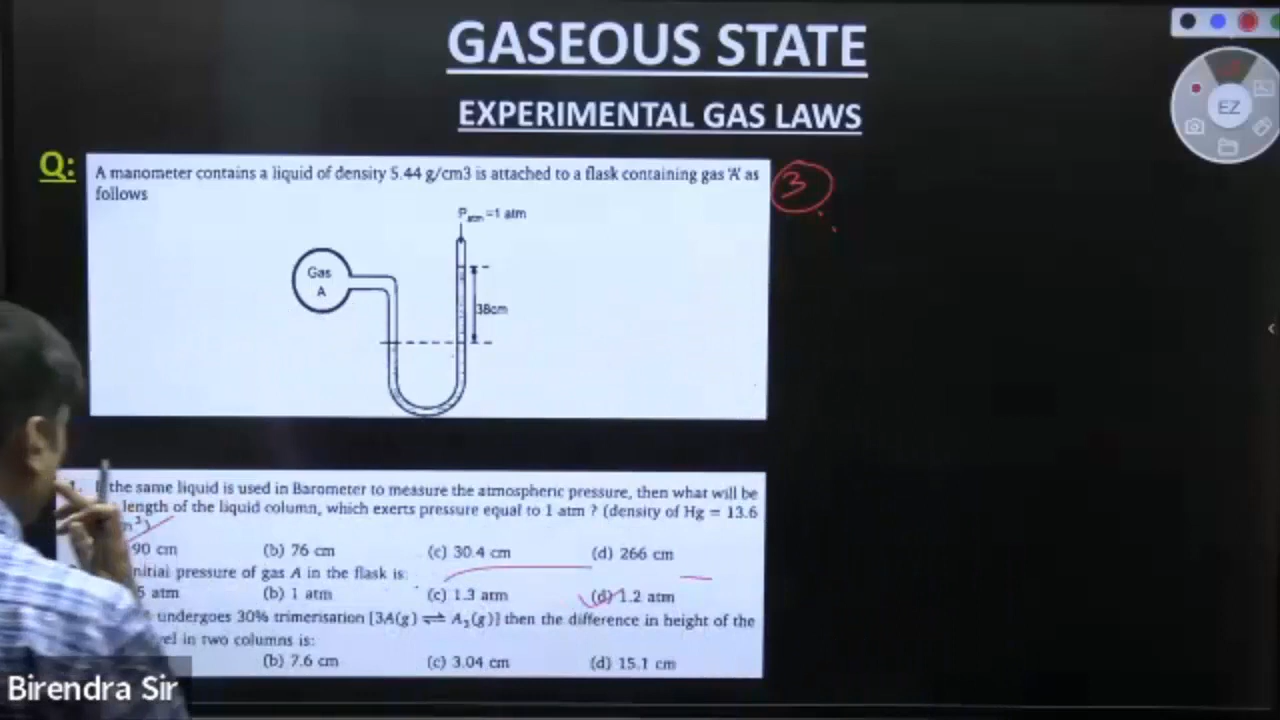 GASEOUS STATE
EXPERIMENTAL GAS LAWS
EZ
Q:
A manometer contains a liquid of density 5.44 g/cm3 is attached to a flask containing gas 'A' as
follows
3
Patm =1 atm
Gas
A
38cm
1. If the same liquid is used in Barometer to measure the atmospheric pressure, then what will be
length of the liquid column, which exerts pressure equal to 1 atm ? (density of Hg = 13.6
90 cm (b) 76 cm (c) 30.4 cm (d) 266 cm
nitial pressure of gas A in the flask is:
5 atm (b) 1 atm (c) 1.3 atm (d) 1.2 atm
undergoes 30% trimerisation [3A(g) ⇌ A3(g)] then the difference in height of the
vel in two columns is:
(b) 7.6 cm (c) 3.04 cm (d) 15.1 cm
Birendra Sir